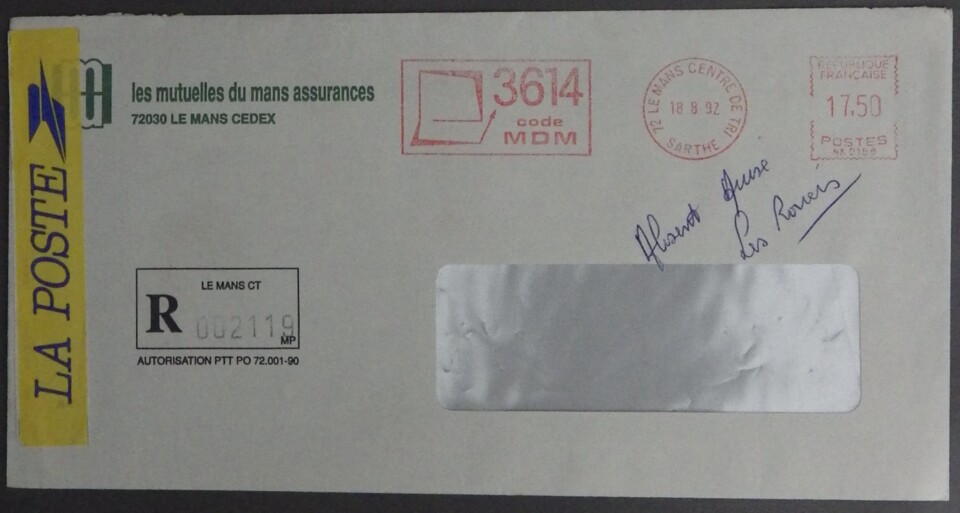 LA POSTE
les mutuelles du mans assurances
72030 LE MANS CEDEX
3614
code
MDM
72 LE MANS CENTRE DE TRI
18 8 92
SARTHE
REPUBLIQUE
FRANÇAISE
17,50
POSTES
Absent Avisé
Les
LE MANS CT
R 002119
MP
AUTORISATION PTT PO 72.001-90